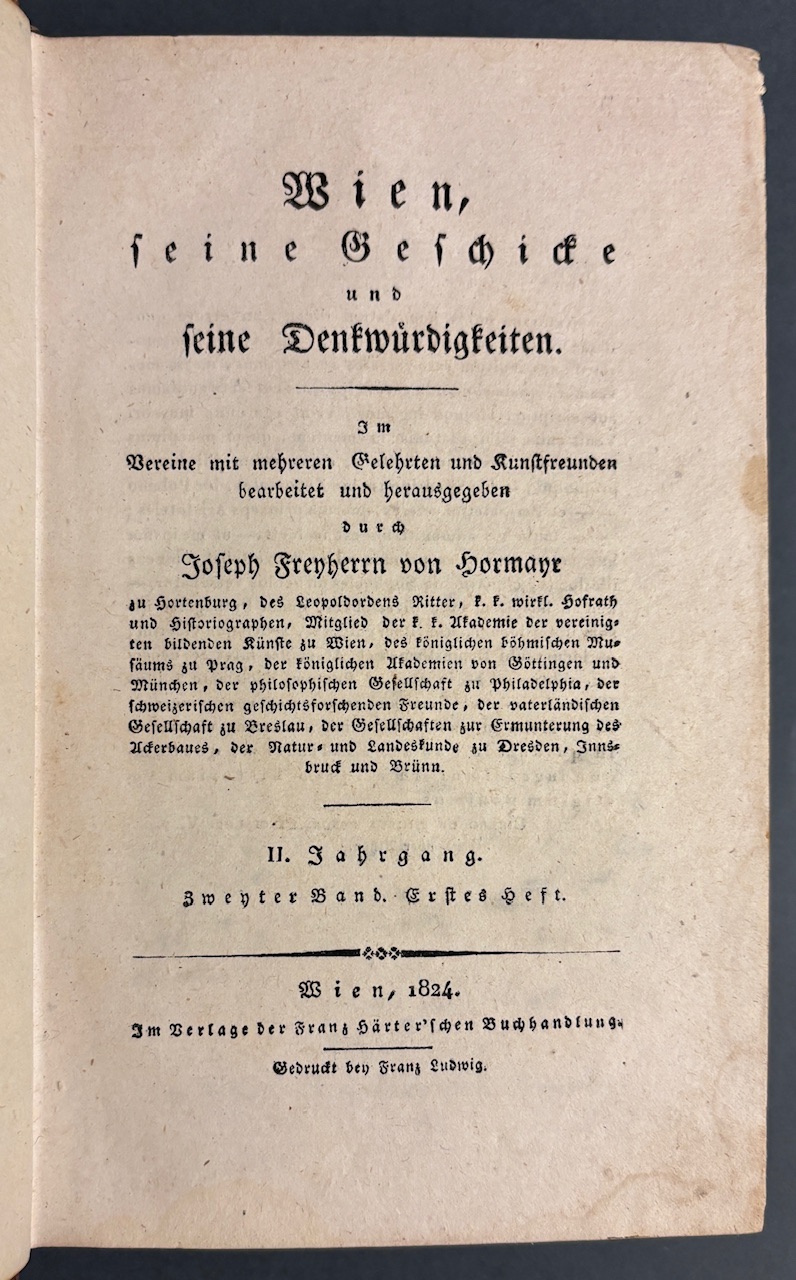 Wien,
seine Geschicke
und
seine Denkwürdigkeiten.
Im
Vereine mit mehreren Gelehrten und Kunstfreunden
bearbeitet und herausgegeben
durch
Joseph Freyherrn von Hormayr
zu Hortenburg, des Leopoldordens Ritter, k. k. wirkl. Hofrath
und Historiographen, Mitglied der k. k. Akademie der vereinig-
ten bildenden Künste zu Wien, des königlichen böhmischen Mu-
säums zu Prag, der königlichen Akademien von Göttingen und
München, der philosophischen Gesellschaft zu Philadelphia, der
schweizerischen geschichtsforschenden Freunde, der vaterländischen
Gesellschaft zu Breslau, der Gesellschaften zur Ermunterung des
Ackerbaues, der Natur- und Landeskunde zu Dresden, Inns-
bruck und Brünn.
II. Jahrgang.
Zweyter Band. Erstes Heft.
Wien, 1824.
Im Verlage der Franz Härter'schen Buchhandlung.
Gedruckt bey Franz Ludwig.